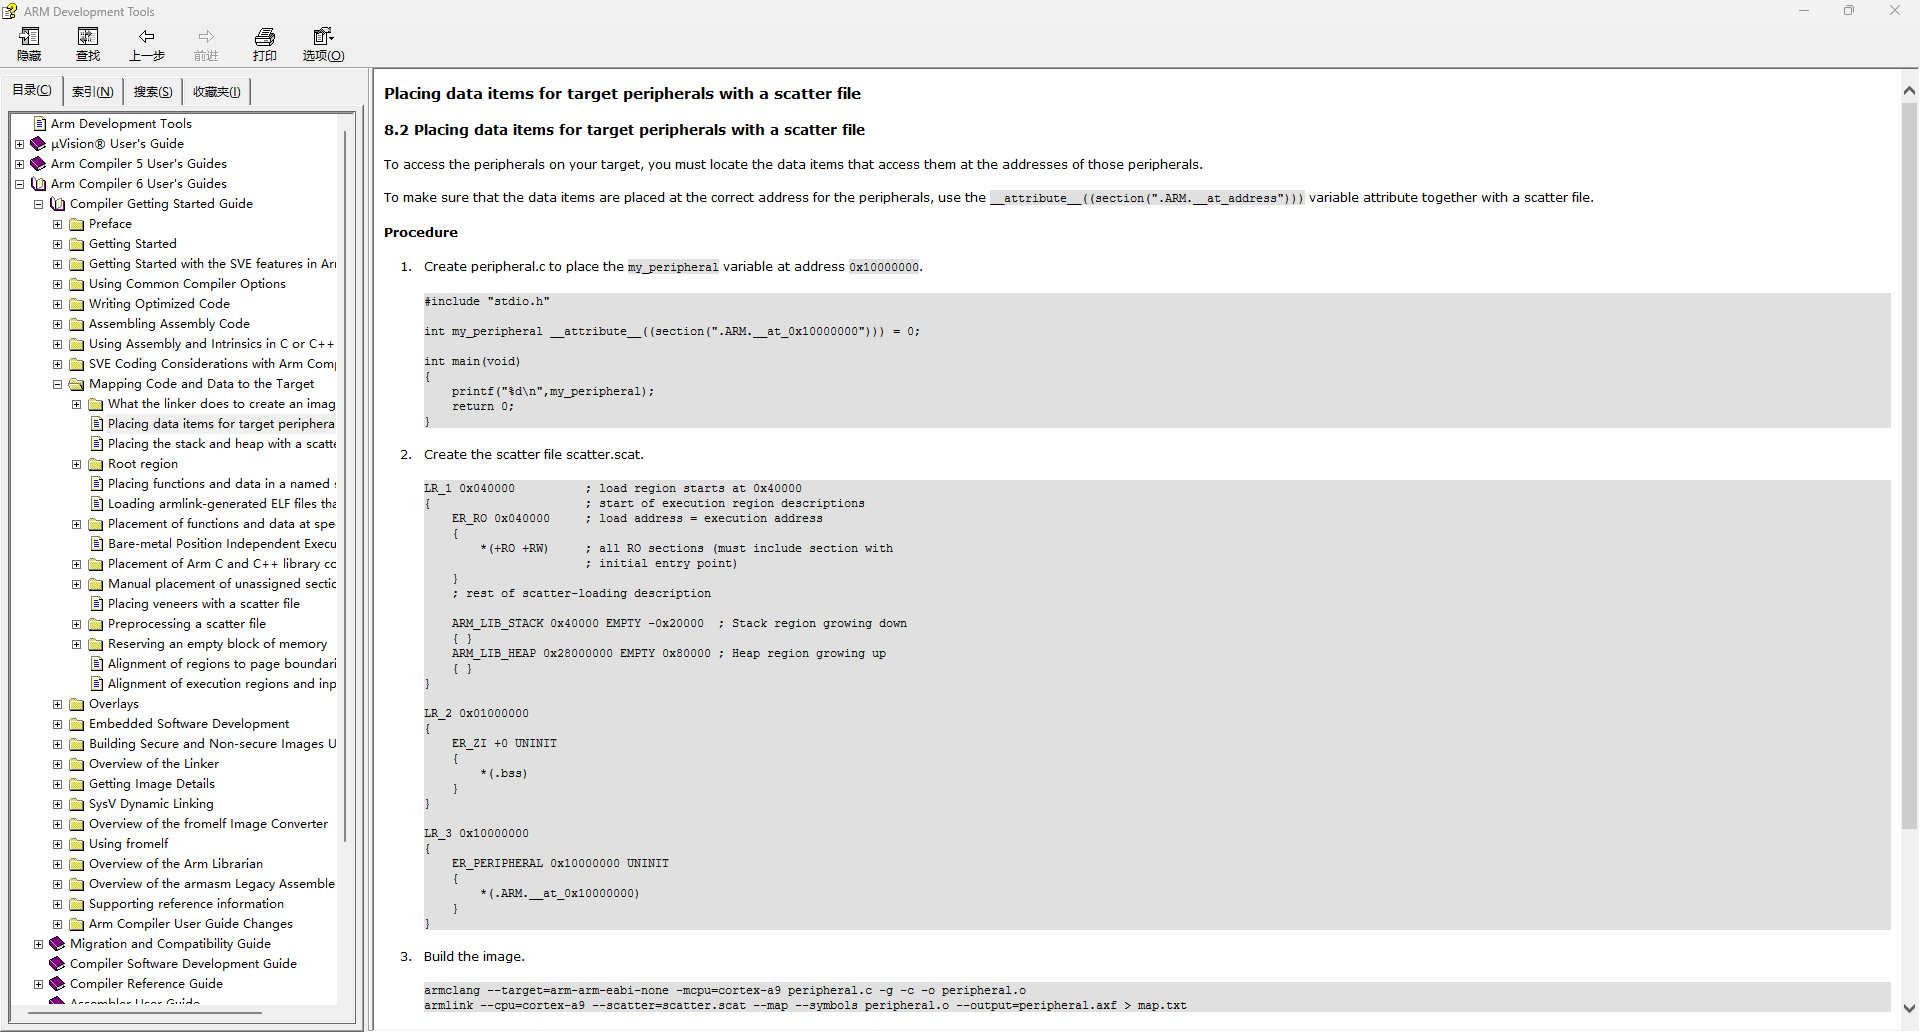 ARM Development Tools
隐藏 查找 上一步 前进 打印 选项(O)
目录(C) 索引(N) 搜索(S) 收藏夹(I)
Arm Development Tools
µVision® User's Guide
Arm Compiler 5 User's Guides
Arm Compiler 6 User's Guides
Compiler Getting Started Guide
Preface
Getting Started
Getting Started with the SVE features in Ar
Using Common Compiler Options
Writing Optimized Code
Assembling Assembly Code
Using Assembly and Intrinsics in C or C++
SVE Coding Considerations with Arm Comp
Mapping Code and Data to the Target
What the linker does to create an imag
Placing data items for target periphera
Placing the stack and heap with a scatte
Root region
Placing functions and data in a named s
Loading armlink-generated ELF files tha
Placement of functions and data at spe
Bare-metal Position Independent Execu
Placement of Arm C and C++ library co
Manual placement of unassigned sectio
Placing veneers with a scatter file
Preprocessing a scatter file
Reserving an empty block of memory
Alignment of regions to page boundari
Alignment of execution regions and inp
Overlays
Embedded Software Development
Building Secure and Non-secure Images U
Overview of the Linker
Getting Image Details
SysV Dynamic Linking
Overview of the fromelf Image Converter
Using fromelf
Overview of the Arm Librarian
Overview of the armasm Legacy Assemble
Supporting reference information
Arm Compiler User Guide Changes
Migration and Compatibility Guide
Compiler Software Development Guide
Compiler Reference Guide
Assembler User Guide
Placing data items for target peripherals with a scatter file
8.2 Placing data items for target peripherals with a scatter file
To access the peripherals on your target, you must locate the data items that access them at the addresses of those peripherals.
To make sure that the data items are placed at the correct address for the peripherals, use the __attribute__((section(".ARM.__at_address"))) variable attribute together with a scatter file.
Procedure
1. Create peripheral.c to place the my_peripheral variable at address 0x10000000.
#include "stdio.h"
int my_peripheral __attribute__((section(".ARM.__at_0x10000000"))) = 0;
int main(void)
{
printf("%d\n",my_peripheral);
return 0;
}
2. Create the scatter file scatter.scat.
LR_1 0x040000 ; load region starts at 0x40000
{ ; start of execution region descriptions
ER_RO 0x040000 ; load address = execution address
{
*(+RO +RW) ; all RO sections (must include section with
; initial entry point)
}
; rest of scatter-loading description
ARM_LIB_STACK 0x40000 EMPTY -0x20000 ; Stack region growing down
{ }
ARM_LIB_HEAP 0x28000000 EMPTY 0x80000 ; Heap region growing up
{ }
}
LR_2 0x01000000
{
ER_ZI +0 UNINIT
{
*(.bss)
}
}
LR_3 0x10000000
{
ER_PERIPHERAL 0x10000000 UNINIT
{
*(.ARM.__at_0x10000000)
}
}
3. Build the image.
armclang --target=arm-arm-eabi-none -mcpu=cortex-a9 peripheral.c -g -c -o peripheral.o
armlink --cpu=cortex-a9 --scatter=scatter.scat --map --symbols peripheral.o --output=peripheral.axf > map.txt